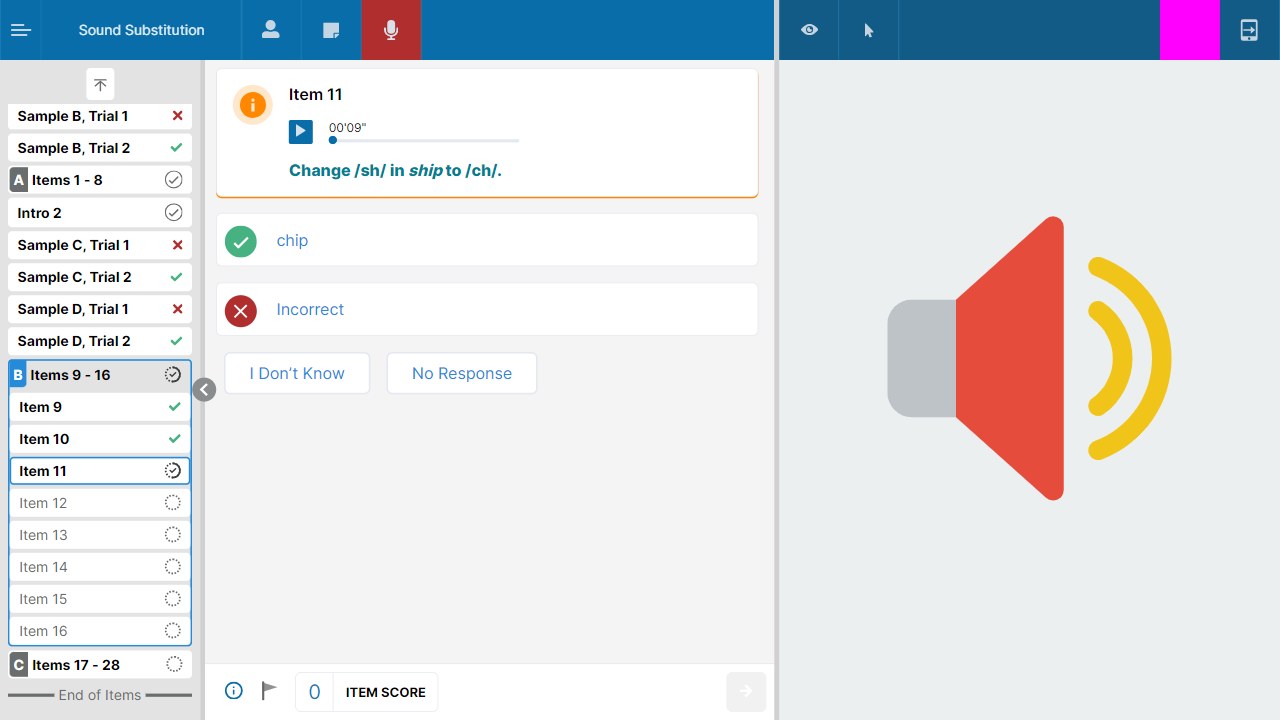 Sound Substitution
Sample B, Trial 1
Sample B, Trial 2
A Items 1 - 8
Intro 2
Sample C, Trial 1
Sample C, Trial 2
Sample D, Trial 1
Sample D, Trial 2
B Items 9 - 16
Item 9
Item 10
Item 11
Item 12
Item 13
Item 14
Item 15
Item 16
C Items 17 - 28
End of Items
Item 11
00'09"
Change /sh/ in ship to /ch/.
chip
Incorrect
I Don’t Know
No Response
0 ITEM SCORE